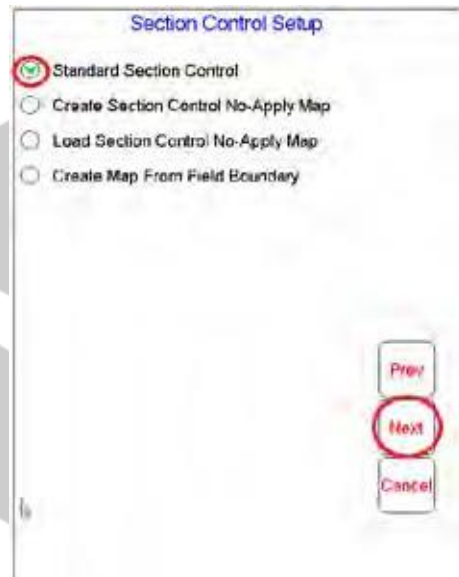 Section Control Setup
Standard Section Control
Create Section Control No-Apply Map
Load Section Control No-Apply Map
Create Map From Field Boundary
Prev
Next
Cancel